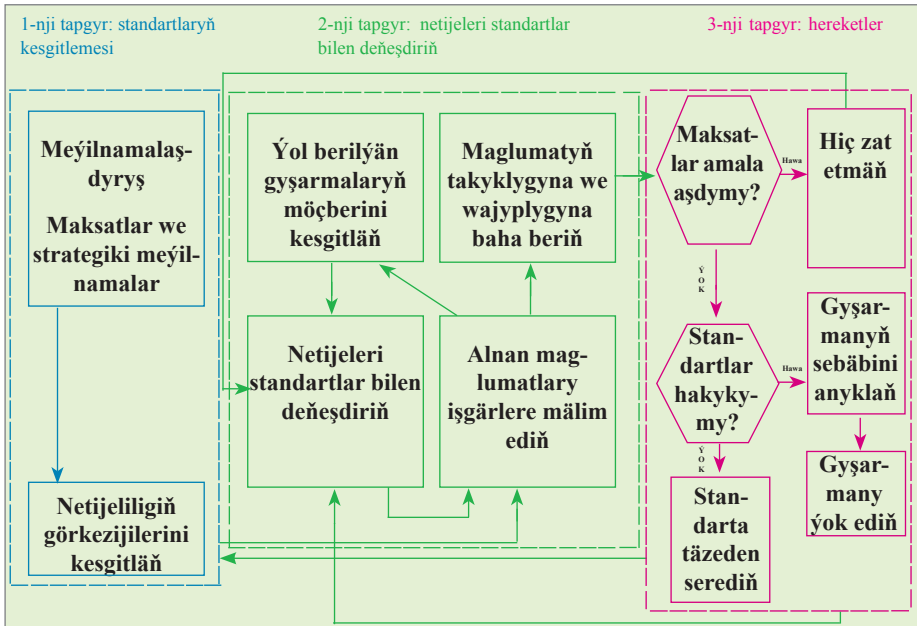 1-nji tapgyr: standartlaryň
kesgitlemesi
2-nji tapgyr: netijeleri standartlar
bilen deňeşdiriň
3-nji tapgyr: hereketler
Meýilnamalaş-
dyryş
Maksatlar we
strategiki meýil-
namalar
Netijeliligiň
görkezijilerini
kesgitläň
Ýol berilýän
gyşarmalaryň
möçberini
kesgitläň
Maglumatyň
takyklygyna we
wajyplygyna
baha beriň
Netijeleri
standartlar bilen
deňeşdiriň
Alnan mag-
lumatlary
işgärlere mälim
ediň
Maksat-
lar amala
aşdymy?
Hawa
Hiç zat
etmäň
Ý
O
K
Stan-
dartlar
hakyky-
my?
Hawa
Gyşar-
manyň
sebäbini
anyklaň
Ý
O
K
Stan-
darta
täzeden
serediň
Gyşar-
many
ýok ediň